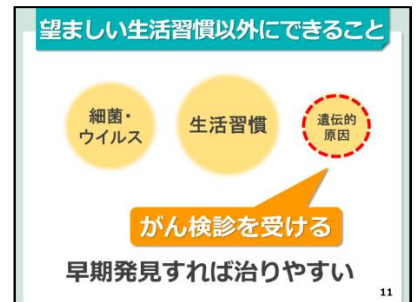 望ましい生活習慣以外にできること
細菌・
ウイルス
生活習慣
遺伝的
原因
がん検診を受ける
早期発見すれば治りやすい
11